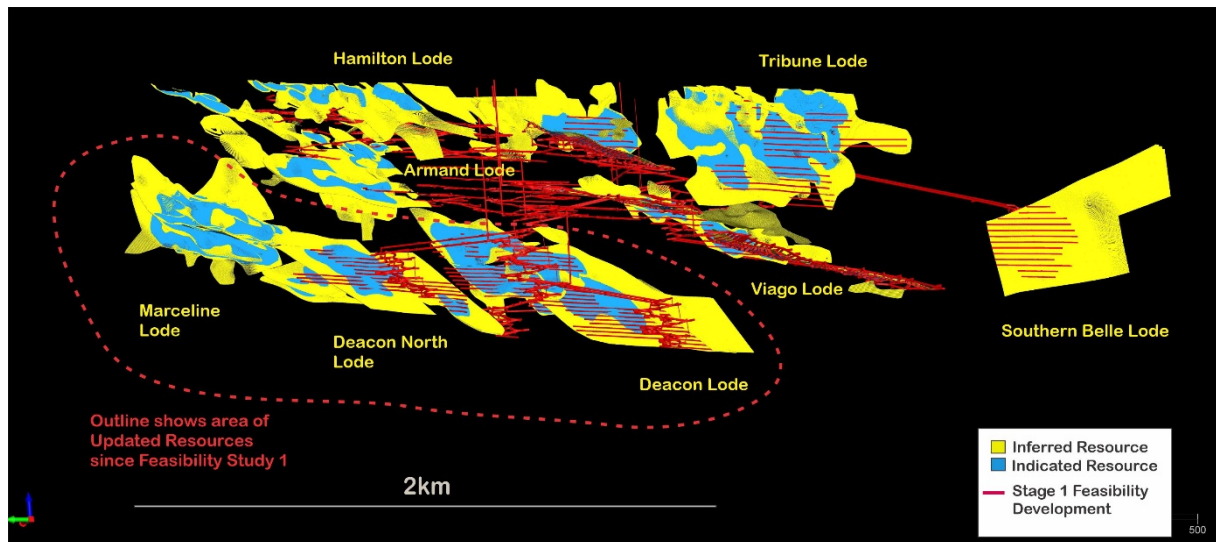 Hamilton Lode
Tribune Lode
Armand Lode
Marceline
Lode
Deacon North
Lode
Viago Lode
Southern Belle Lode
Deacon Lode
Outline shows area of
Updated Resources
since Feasibility Study 1
2km
Inferred Resource
Indicated Resource
Stage 1 Feasibility
Development
500